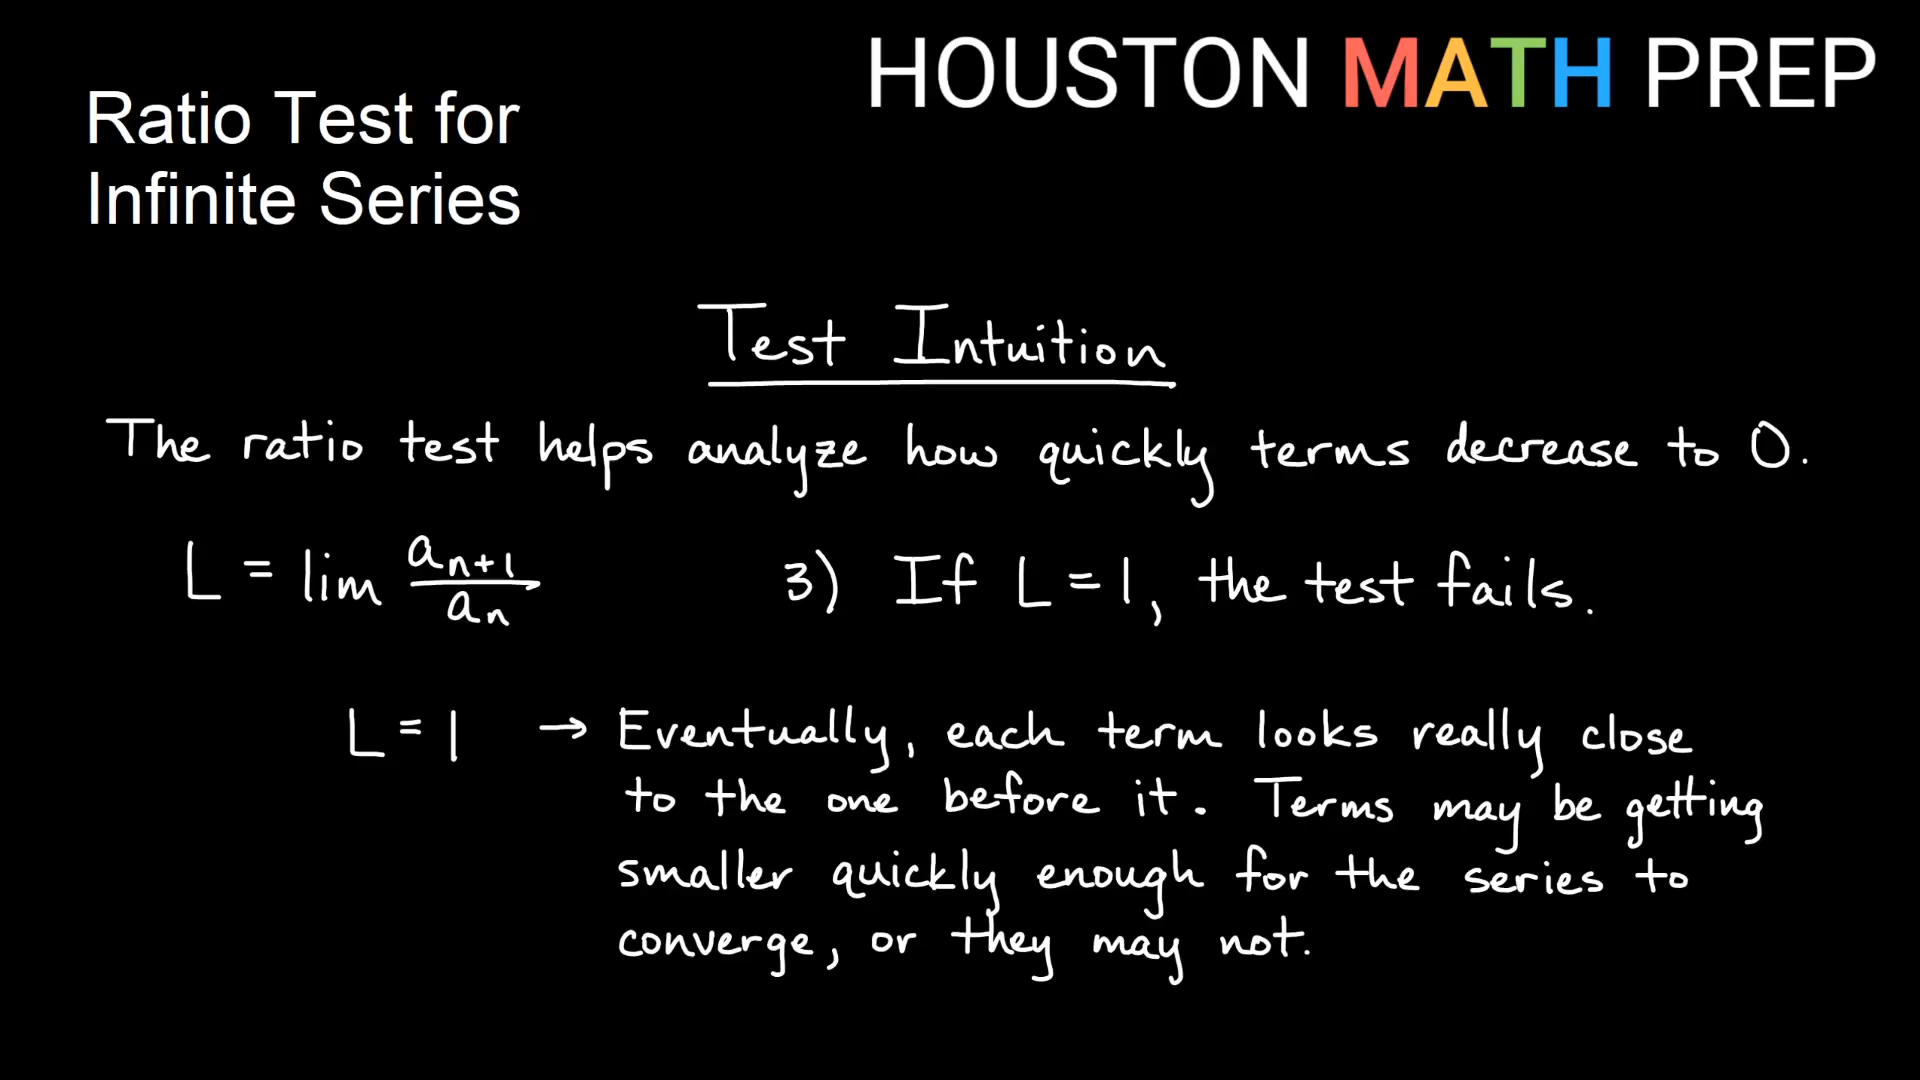 HOUSTON MATH PREP
Ratio Test for
Infinite Series
Test Intuition
The ratio test helps analyze how quickly terms decrease to 0.
L = lim a_{n+1}/a_n
3) If L = 1, the test fails.
L = 1 → Eventually, each term looks really close
to the one before it. Terms may be getting
smaller quickly enough for the series to
converge, or they may not.